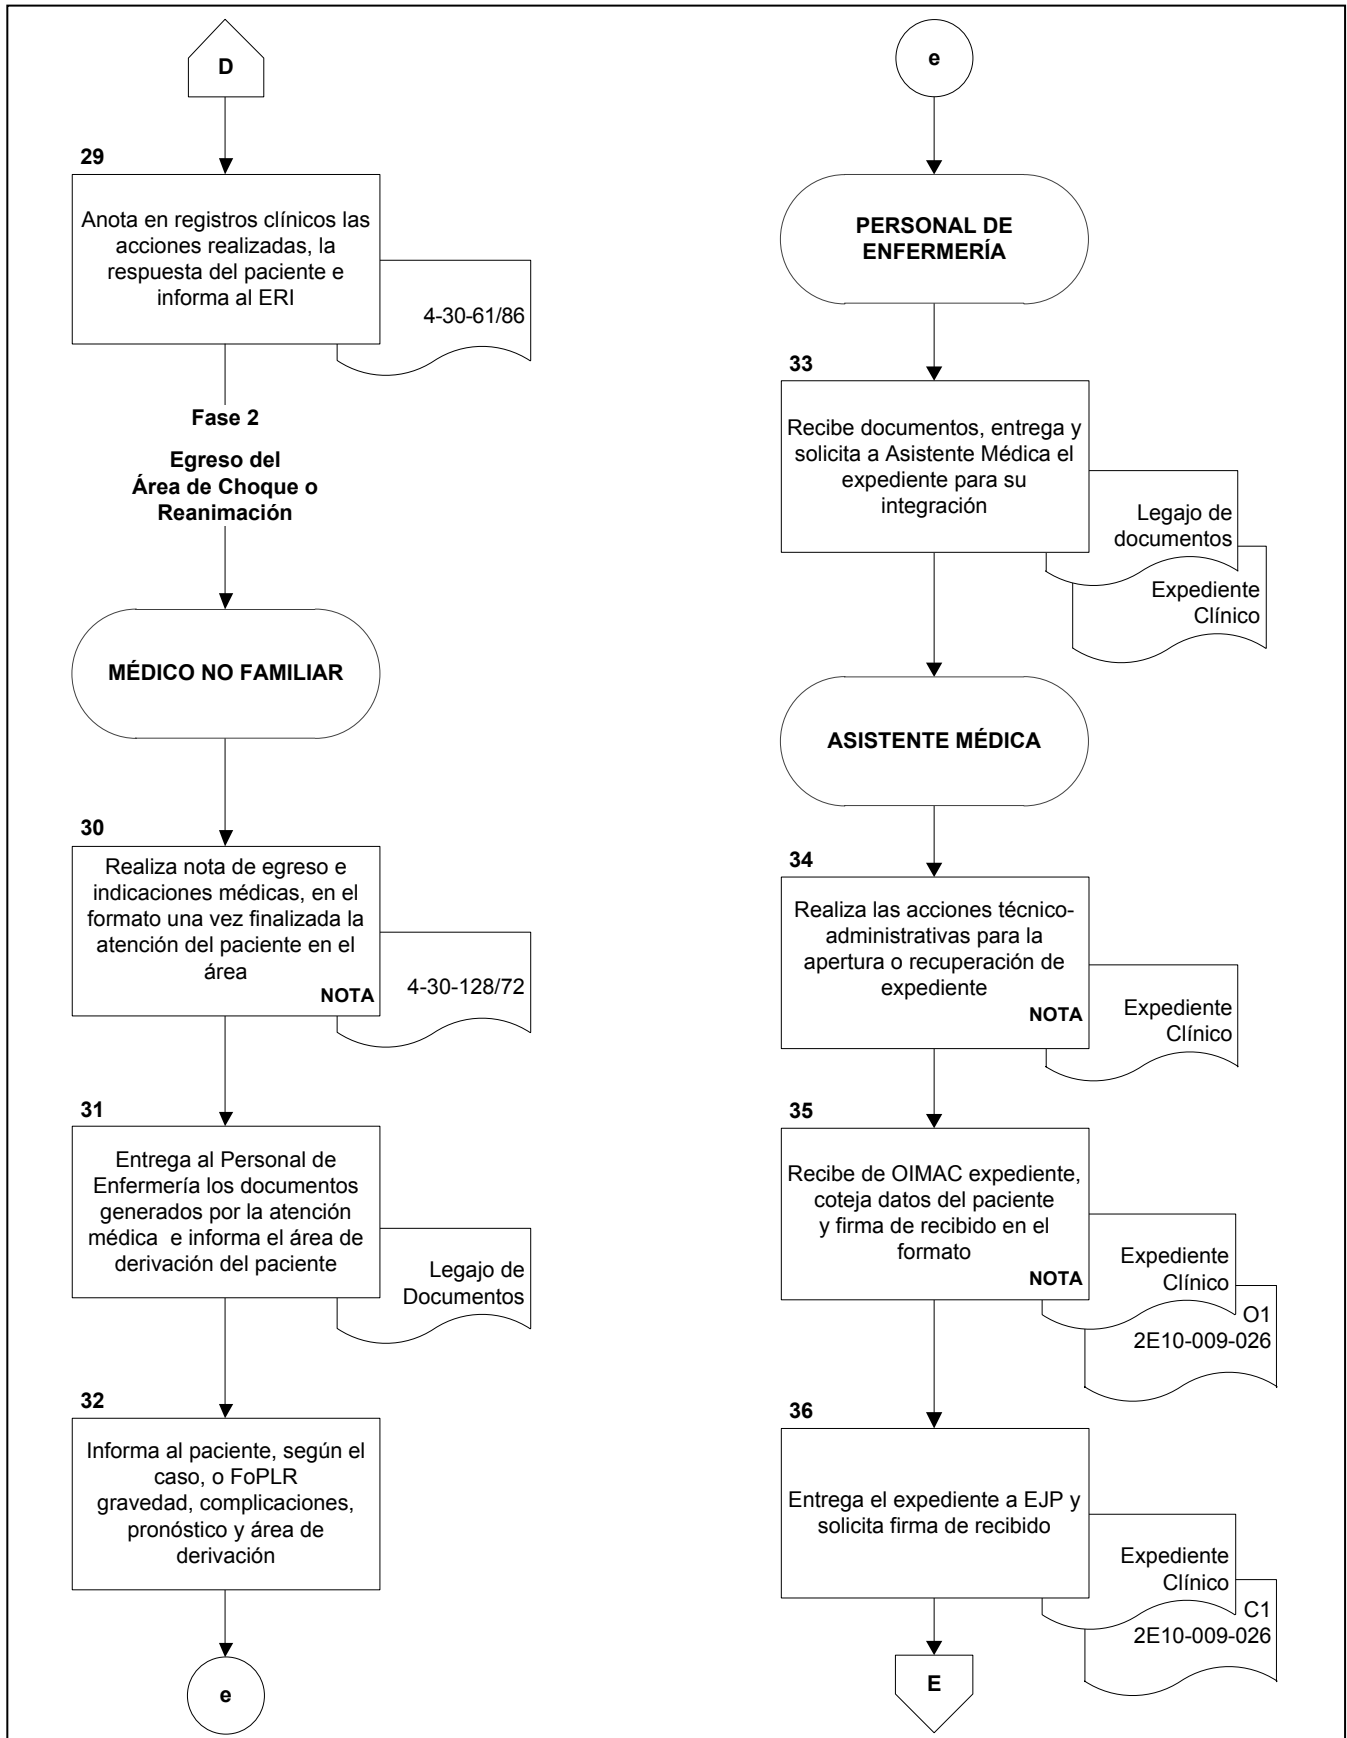 D
29
Anota en registros clínicos las
acciones realizadas, la
respuesta del paciente e
informa al ERI
4-30-61/86
Fase 2
Egreso del
Área de Choque o
Reanimación
MÉDICO NO FAMILIAR
30
Realiza nota de egreso e
indicaciones médicas, en el
formato una vez finalizada la
atención del paciente en el
área
NOTA
4-30-128/72
31
Entrega al Personal de
Enfermería los documentos
generados por la atención
médica e informa el área de
derivación del paciente
Legajo de
Documentos
32
Informa al paciente, según el
caso, o FoPLR
gravedad, complicaciones,
pronóstico y área de
derivación
e
e
PERSONAL DE
ENFERMERÍA
33
Recibe documentos, entrega y
solicita a Asistente Médica el
expediente para su
integración
Legajo de
documentos
Expediente
Clínico
ASISTENTE MÉDICA
34
Realiza las acciones técnico-
administrativas para la
apertura o recuperación de
expediente
NOTA
Expediente
Clínico
35
Recibe de OIMAC expediente,
coteja datos del paciente
y firma de recibido en el
formato
NOTA
Expediente
Clínico
O1
2E10-009-026
36
Entrega el expediente a EJP y
solicita firma de recibido
Expediente
Clínico
C1
2E10-009-026
E